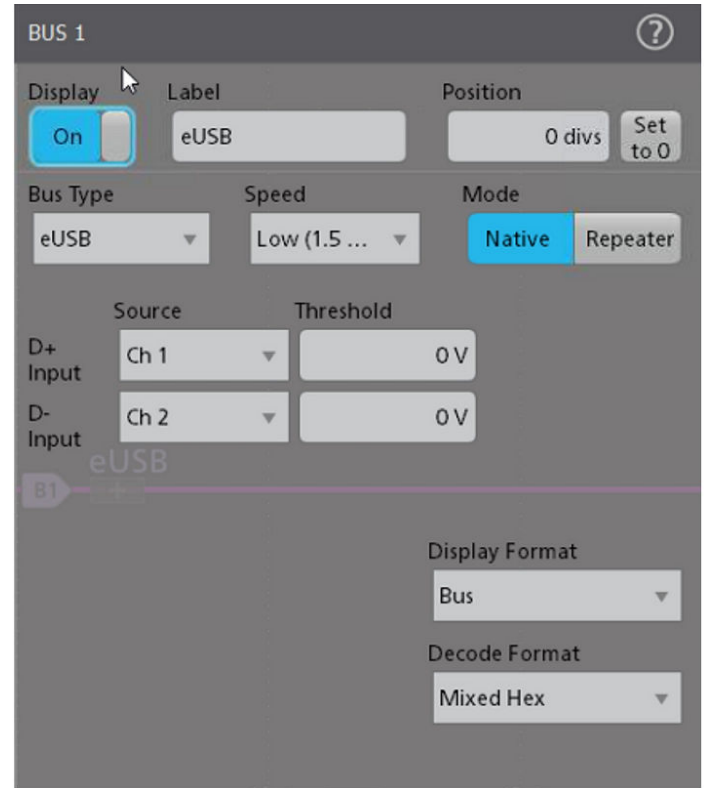 BUS 1
?
Display
Label
Position
On
eUSB
0 divs
Set
to 0
Bus Type
Speed
Mode
eUSB
Low (1.5 ...
Native
Repeater
Source
Threshold
D+
Input
Ch 1
0 V
D-
Input
Ch 2
0 V
eUSB
B1
Display Format
Bus
Decode Format
Mixed Hex